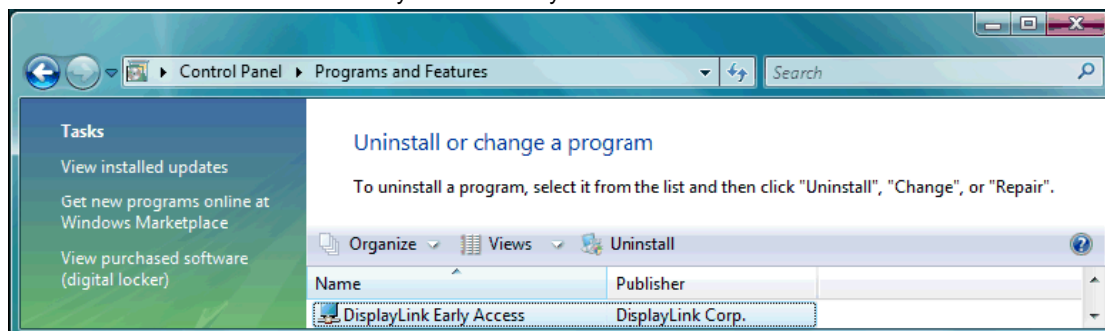 Control Panel Programs and Features
Search
Tasks
View installed updates
Get new programs online at
Windows Marketplace
View purchased software
(digital locker)
Uninstall or change a program
To uninstall a program, select it from the list and then click "Uninstall", "Change", or "Repair".
Organize Views Uninstall
Name Publisher
DisplayLink Early Access DisplayLink Corp.